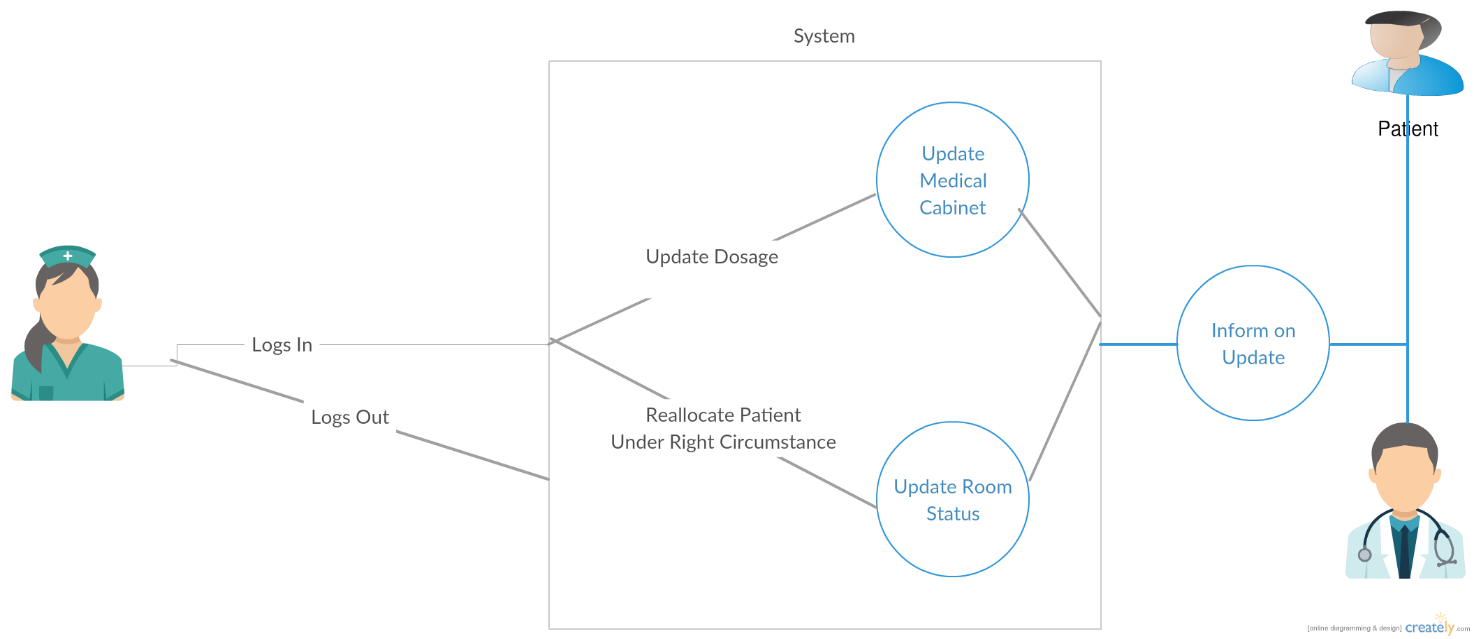 System
Patient
Update
Medical
Cabinet
Update Dosage
Logs In
Inform on
Update
Logs Out
Reallocate Patient
Under Right Circumstance
Update Room
Status
[online diagramming & design] creately.com